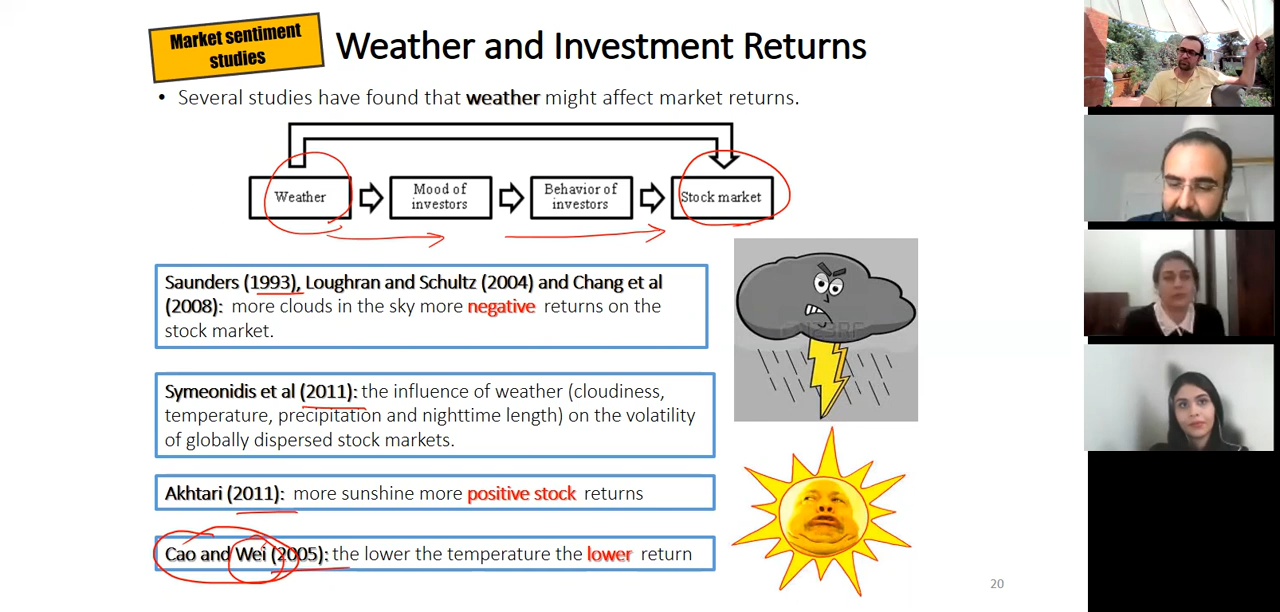 Market sentiment
studies
Weather and Investment Returns
• Several studies have found that weather might affect market returns.
Weather
Mood of
investors
Behavior of
investors
Stock market
Saunders (1993), Loughran and Schultz (2004) and Chang et al
(2008): more clouds in the sky more negative returns on the
stock market.
Symeonidis et al (2011): the influence of weather (cloudiness,
temperature, precipitation and nighttime length) on the volatility
of globally dispersed stock markets.
Akhtari (2011): more sunshine more positive stock returns
Cao and Wei (2005): the lower the temperature the lower return
20